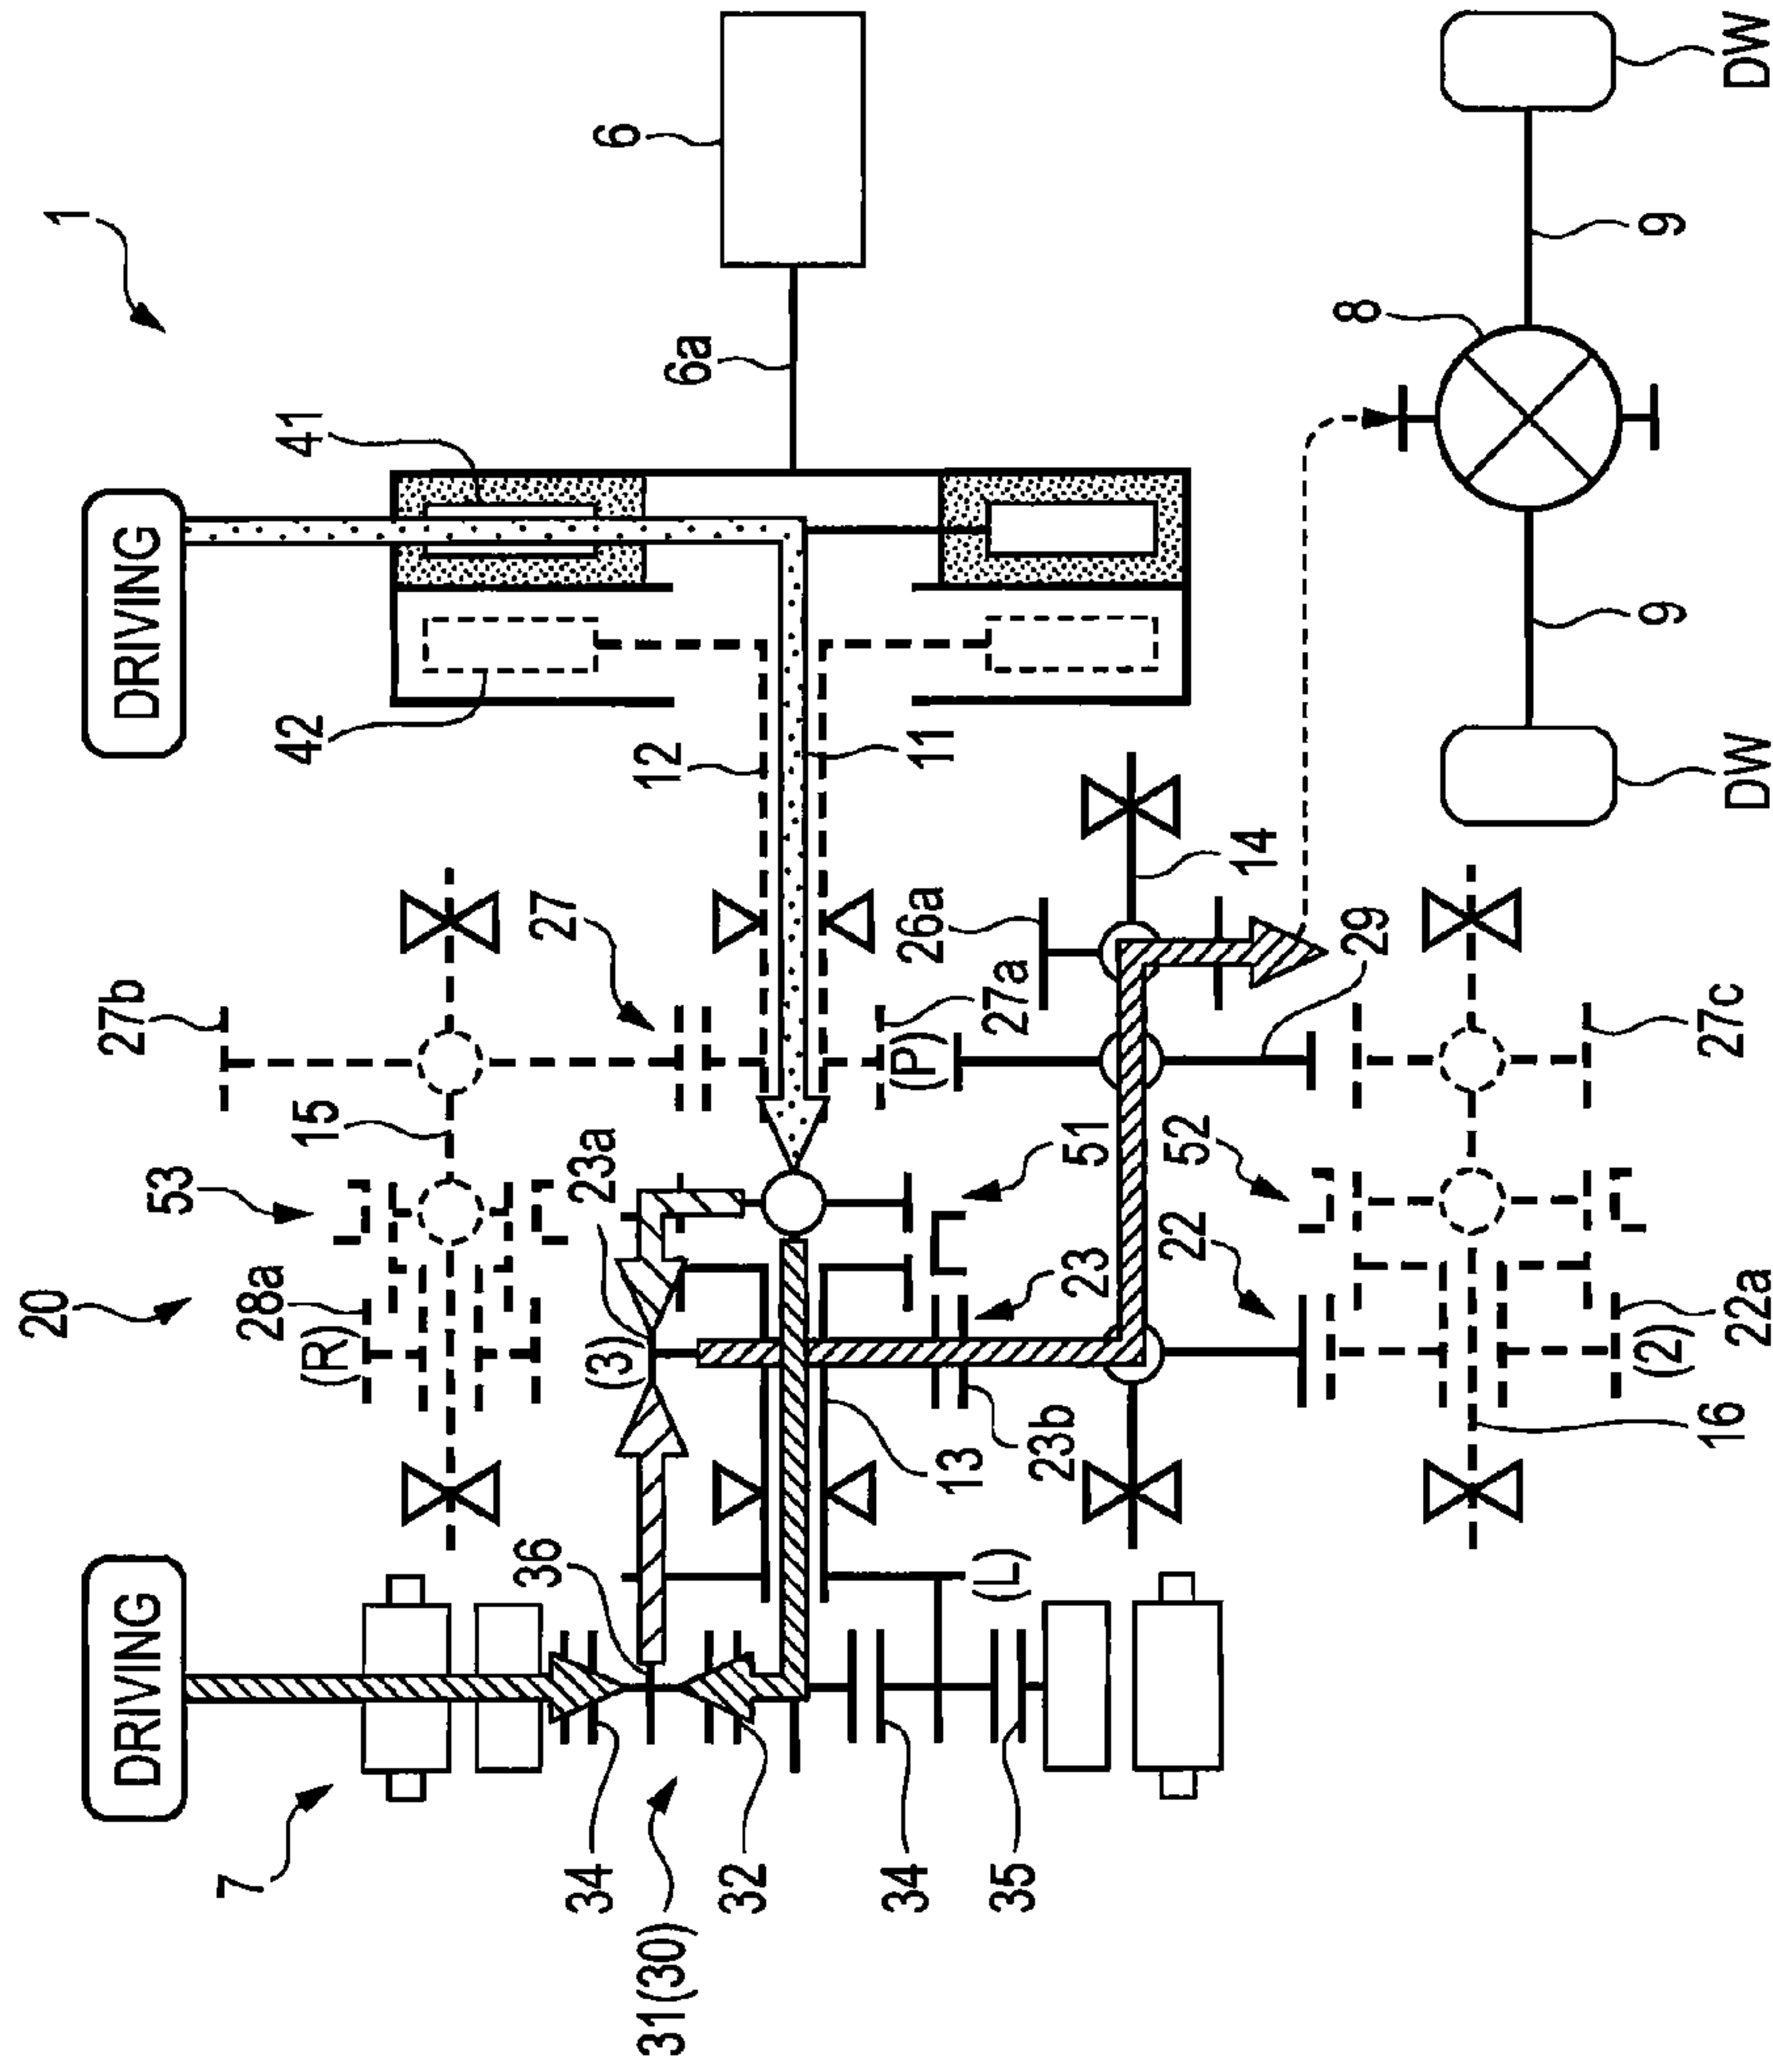 1
20
DRIVING
DRIVING
7
53
28a
(R)
15
27b
42
41
27
12
11
6
6a
36
23a
(3)
34
31(30)
32
34
35
(L)
13
23b
23
51
(P)
27a
26a
14
29
8
9
9
DW
DW
22
52
(2)
22a
16
27c